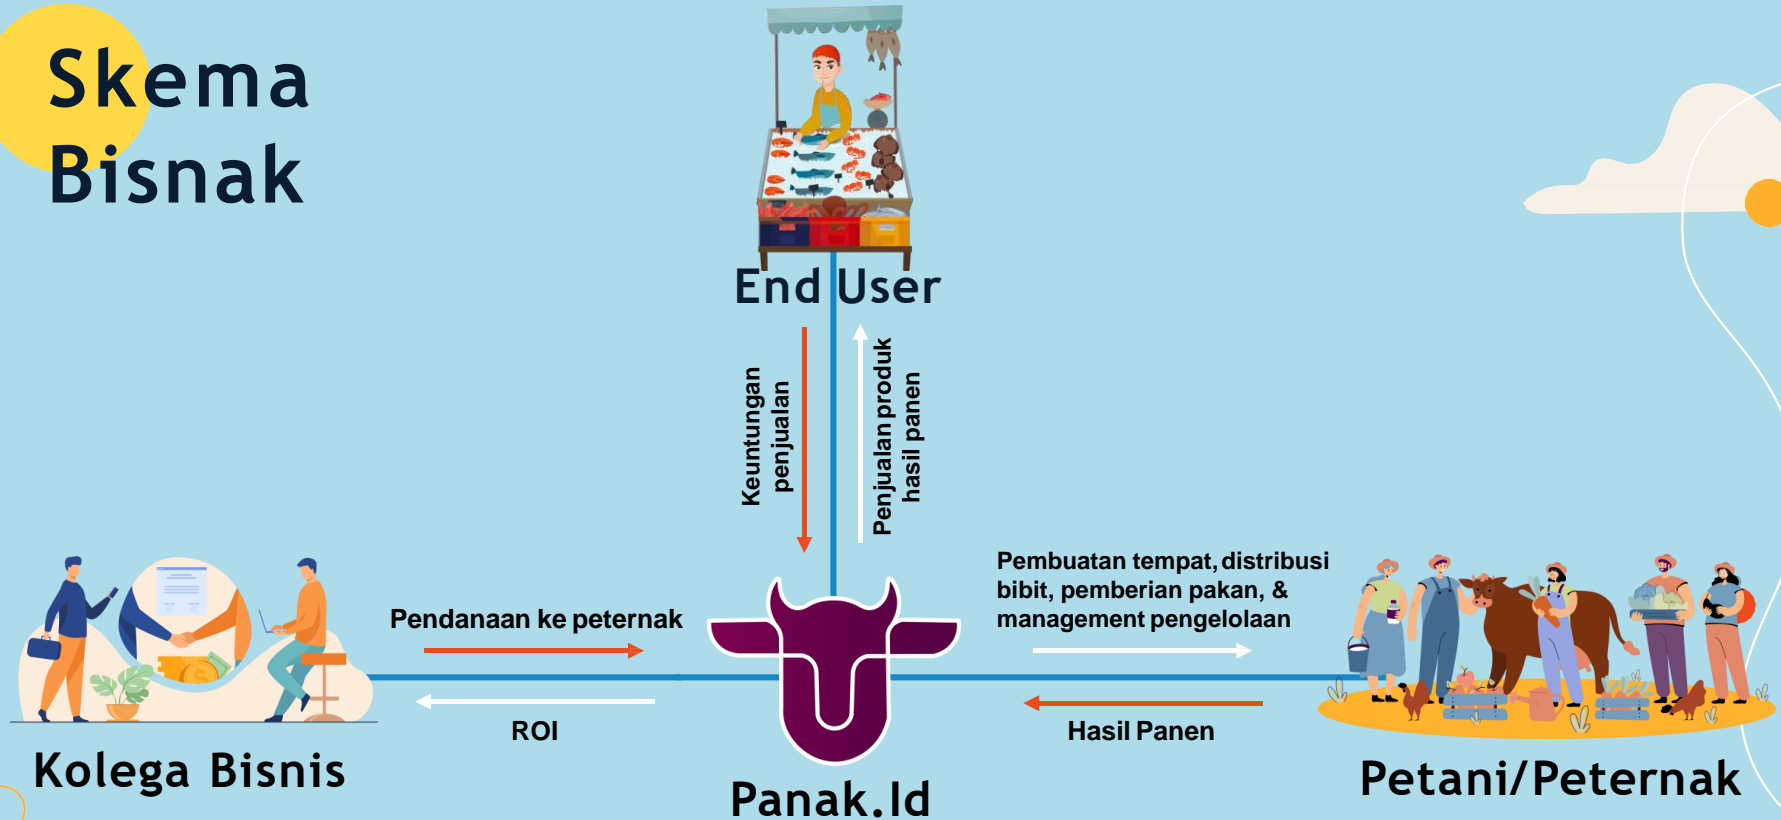 Skema
Bisnak
End User
Keuntungan
penjualan
Penjualan produk
hasil panen
Pendanaan ke peternak
ROI
Pembuatan tempat, distribusi
bibit, pemberian pakan, &
management pengelolaan
Hasil Panen
Kolega Bisnis
Panak.Id
Petani/Peternak